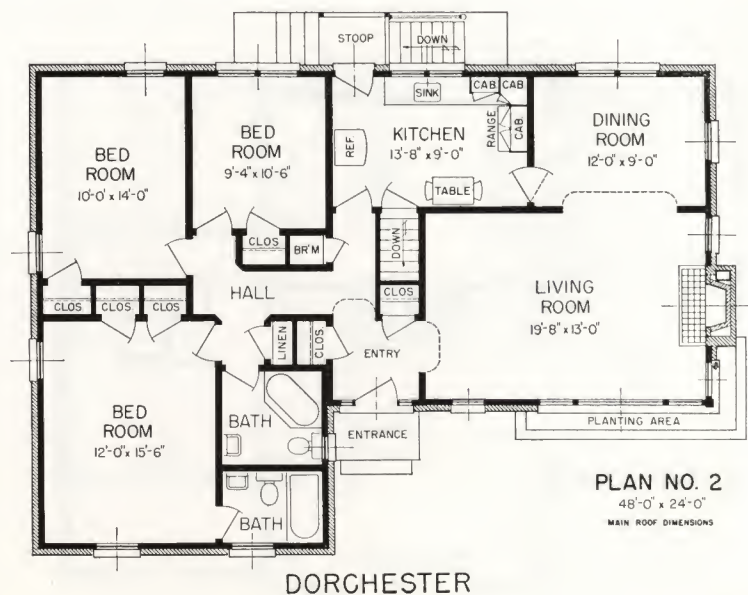 STOOP
DOWN
BED
ROOM
10'-0' x 14'-0"
BED
ROOM
9'-4" x 10'-6"
SINK
CAB.
CAB.
CAB.
RANGE
REF.
KITCHEN
13'-8" x 9'-0"
TABLE
DINING
ROOM
12'-0" x 9'-0"
CLOS
BR'M
DOWN
CLOS
HALL
CLOS
CLOS
CLOS
LIVING
ROOM
19'-8" x 13'-0"
LINEN
CLOS.
ENTRY
BED
ROOM
12'-0" x 15'-6"
BATH
ENTRANCE
PLANTING AREA
BATH
PLAN NO. 2
48'-0" x 24'-0"
MAIN ROOF DIMENSIONS
DORCHESTER